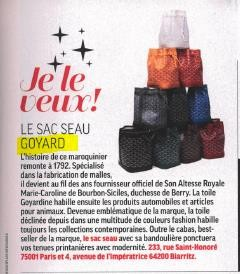 Je le
veux!
LE SAC SEAU
GOYARD
L'histoire de ce maroquinier
remonte à 1792. Spécialisé
dans la fabrication de malles,
il devient au fil des ans fournisseur officiel de Son Altesse Royale
Marie-Caroline de Bourbon-Siciles, duchesse de Berry. La toile
Goyardine habille ensuite les produits automobiles et articles
pour animaux. Devenue emblématique de la marque, la toile
déclinée depuis dans une multitude de couleurs fashion habille
toujours les collections contemporaines. Outre le cabas, best-
seller de la marque, le sac seau avec sa bandoulière ponctuera
vos tenues printanières avec modernité. 233, rue Saint-Honoré
75001 Paris et 4, avenue de l'Impératrice 64200 Biarritz.